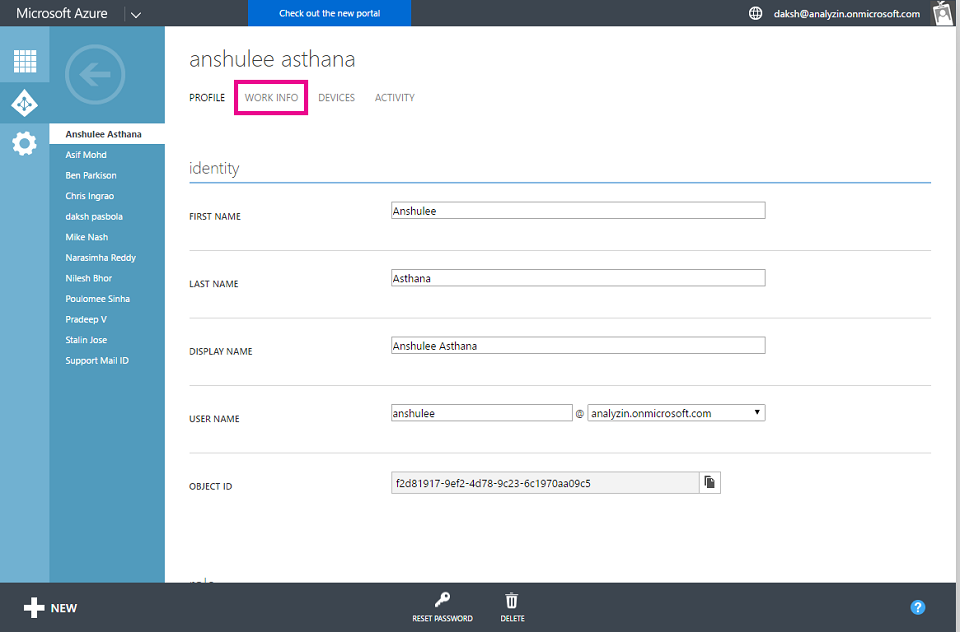 Microsoft Azure
Check out the new portal
daksh@analyzin.onmicrosoft.com
Anshulee Asthana
Asif Mohd
Ben Parkison
Chris Ingrao
daksh pasbola
Mike Nash
Narasimha Reddy
Nilesh Bhor
Poulomee Sinha
Pradeep V
Stalin Jose
Support Mail ID
anshulee asthana
PROFILE WORK INFO DEVICES ACTIVITY
identity
FIRST NAME Anshulee
LAST NAME Asthana
DISPLAY NAME Anshulee Asthana
USER NAME anshulee @ analyzin.onmicrosoft.com
OBJECT ID f2d81917-9ef2-4d78-9c23-6c1970aa09c5
NEW
RESET PASSWORD
DELETE
?